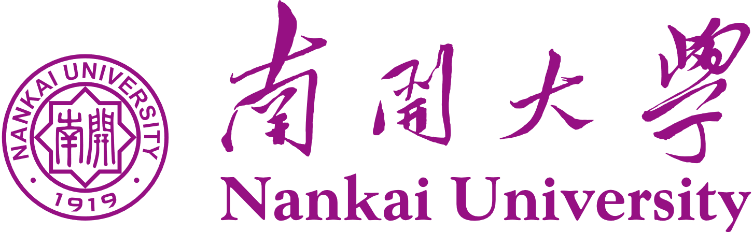 NANKAI UNIVERSITY
南開
1919
南開大學
Nankai University